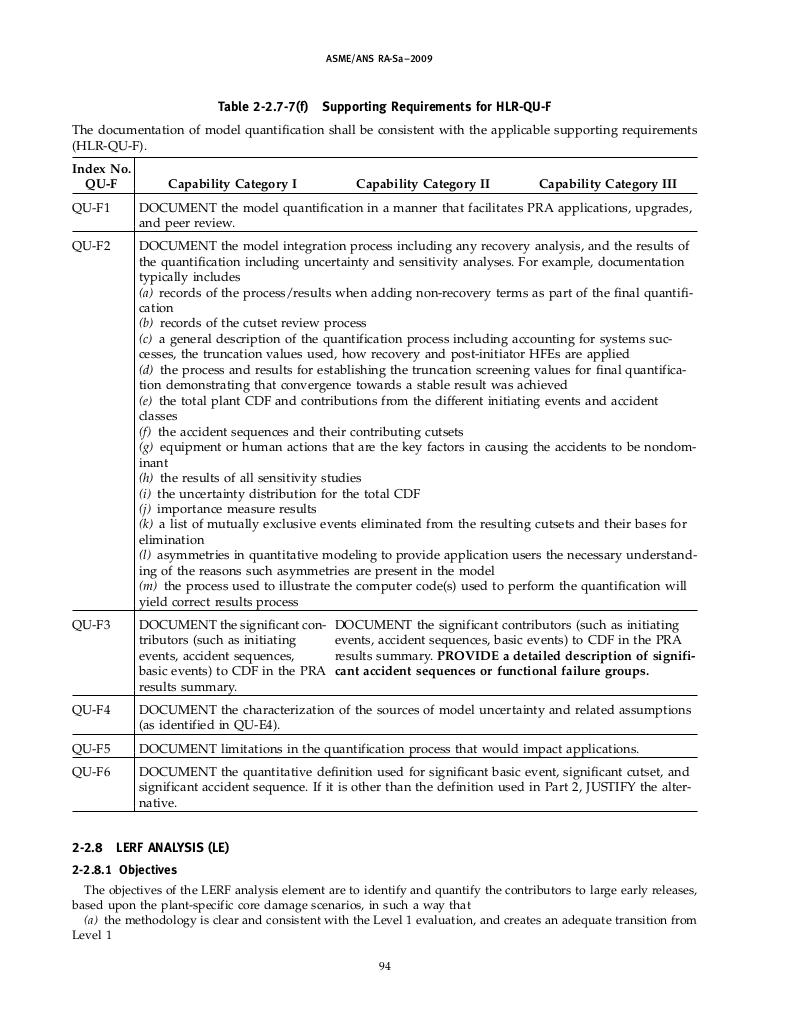 ASME/ANS RA-Sa–2009
Table 2-2.7-7(f) Supporting Requirements for HLR-QU-F
The documentation of model quantification shall be consistent with the applicable supporting requirements
(HLR-QU-F).
Index No.
QU-F Capability Category I Capability Category II Capability Category III
QU-F1 DOCUMENT the model quantification in a manner that facilitates PRA applications, upgrades,
and peer review.
QU-F2 DOCUMENT the model integration process including any recovery analysis, and the results of
the quantification including uncertainty and sensitivity analyses. For example, documentation
typically includes
(a) records of the process/results when adding non-recovery terms as part of the final quantifi-
cation
(b) records of the cutset review process
(c) a general description of the quantification process including accounting for systems suc-
cesses, the truncation values used, how recovery and post-initiator HFEs are applied
(d) the process and results for establishing the truncation screening values for final quantifica-
tion demonstrating that convergence towards a stable result was achieved
(e) the total plant CDF and contributions from the different initiating events and accident
classes
(f) the accident sequences and their contributing cutsets
(g) equipment or human actions that are the key factors in causing the accidents to be nondom-
inant
(h) the results of all sensitivity studies
(i) the uncertainty distribution for the total CDF
(j) importance measure results
(k) a list of mutually exclusive events eliminated from the resulting cutsets and their bases for
elimination
(l) asymmetries in quantitative modeling to provide application users the necessary understand-
ing of the reasons such asymmetries are present in the model
(m) the process used to illustrate the computer code(s) used to perform the quantification will
yield correct results process
QU-F3 DOCUMENT the significant con-
tributors (such as initiating
events, accident sequences,
basic events) to CDF in the PRA
results summary.
DOCUMENT the significant contributors (such as initiating
events, accident sequences, basic events) to CDF in the PRA
results summary. PROVIDE a detailed description of signifi-
cant accident sequences or functional failure groups.
QU-F4 DOCUMENT the characterization of the sources of model uncertainty and related assumptions
(as identified in QU-E4).
QU-F5 DOCUMENT limitations in the quantification process that would impact applications.
QU-F6 DOCUMENT the quantitative definition used for significant basic event, significant cutset, and
significant accident sequence. If it is other than the definition used in Part 2, JUSTIFY the alter-
native.
2-2.8 LERF ANALYSIS (LE)
2-2.8.1 Objectives
The objectives of the LERF analysis element are to identify and quantify the contributors to large early releases,
based upon the plant-specific core damage scenarios, in such a way that
(a) the methodology is clear and consistent with the Level 1 evaluation, and creates an adequate transition from
Level 1
94